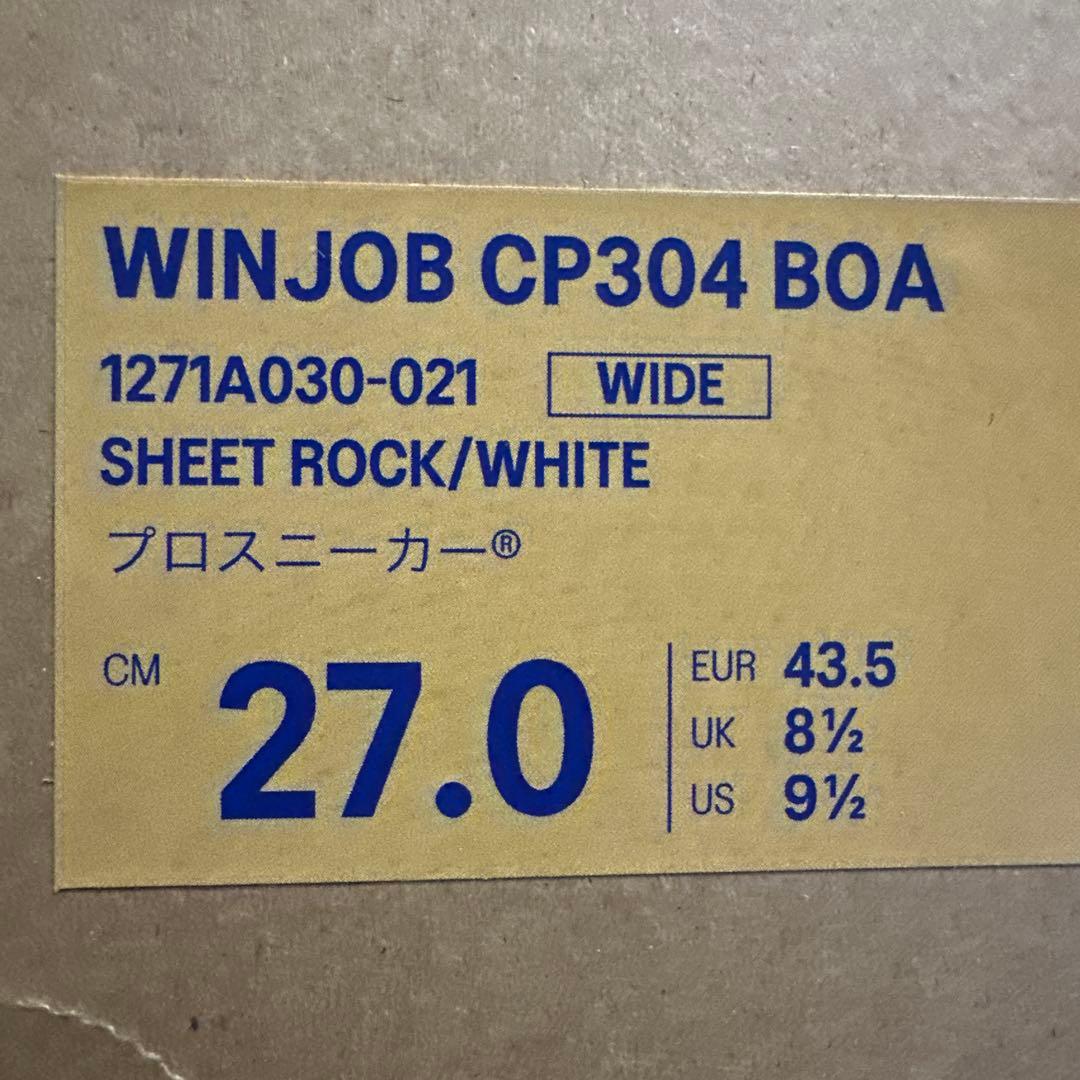 WINJOB CP304 BOA
1271A030-021 WIDE
SHEET ROCK/WHITE
プロスニーカー®
CM 27.0
EUR 43.5
UK 8½
US 9½